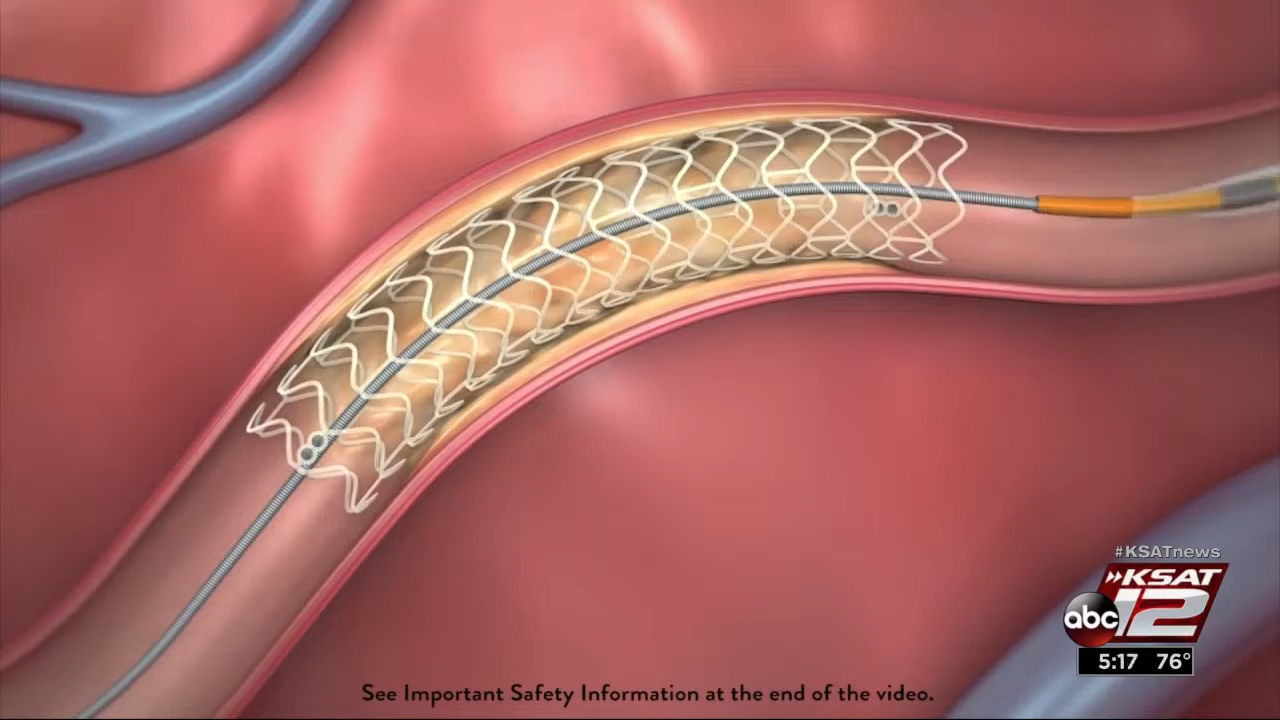 #KSATnews
KSAT
12
abc
5:17 76°
See Important Safety Information at the end of the video.